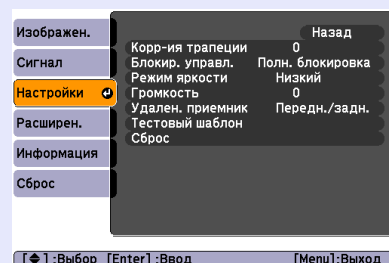 Изображен.
Сигнал
Настройки
Расширен.
Информация
Сброс
Назад
Корр-ия трапеции 0
Блокир. управл. Полн. блокировка
Режим яркости Низкий
Громкость 0
Удален. приемник Передн./задн.
Тестовый шаблон
Сброс
[◆] :Выбор [Enter] :Ввод [Menu]:Выход